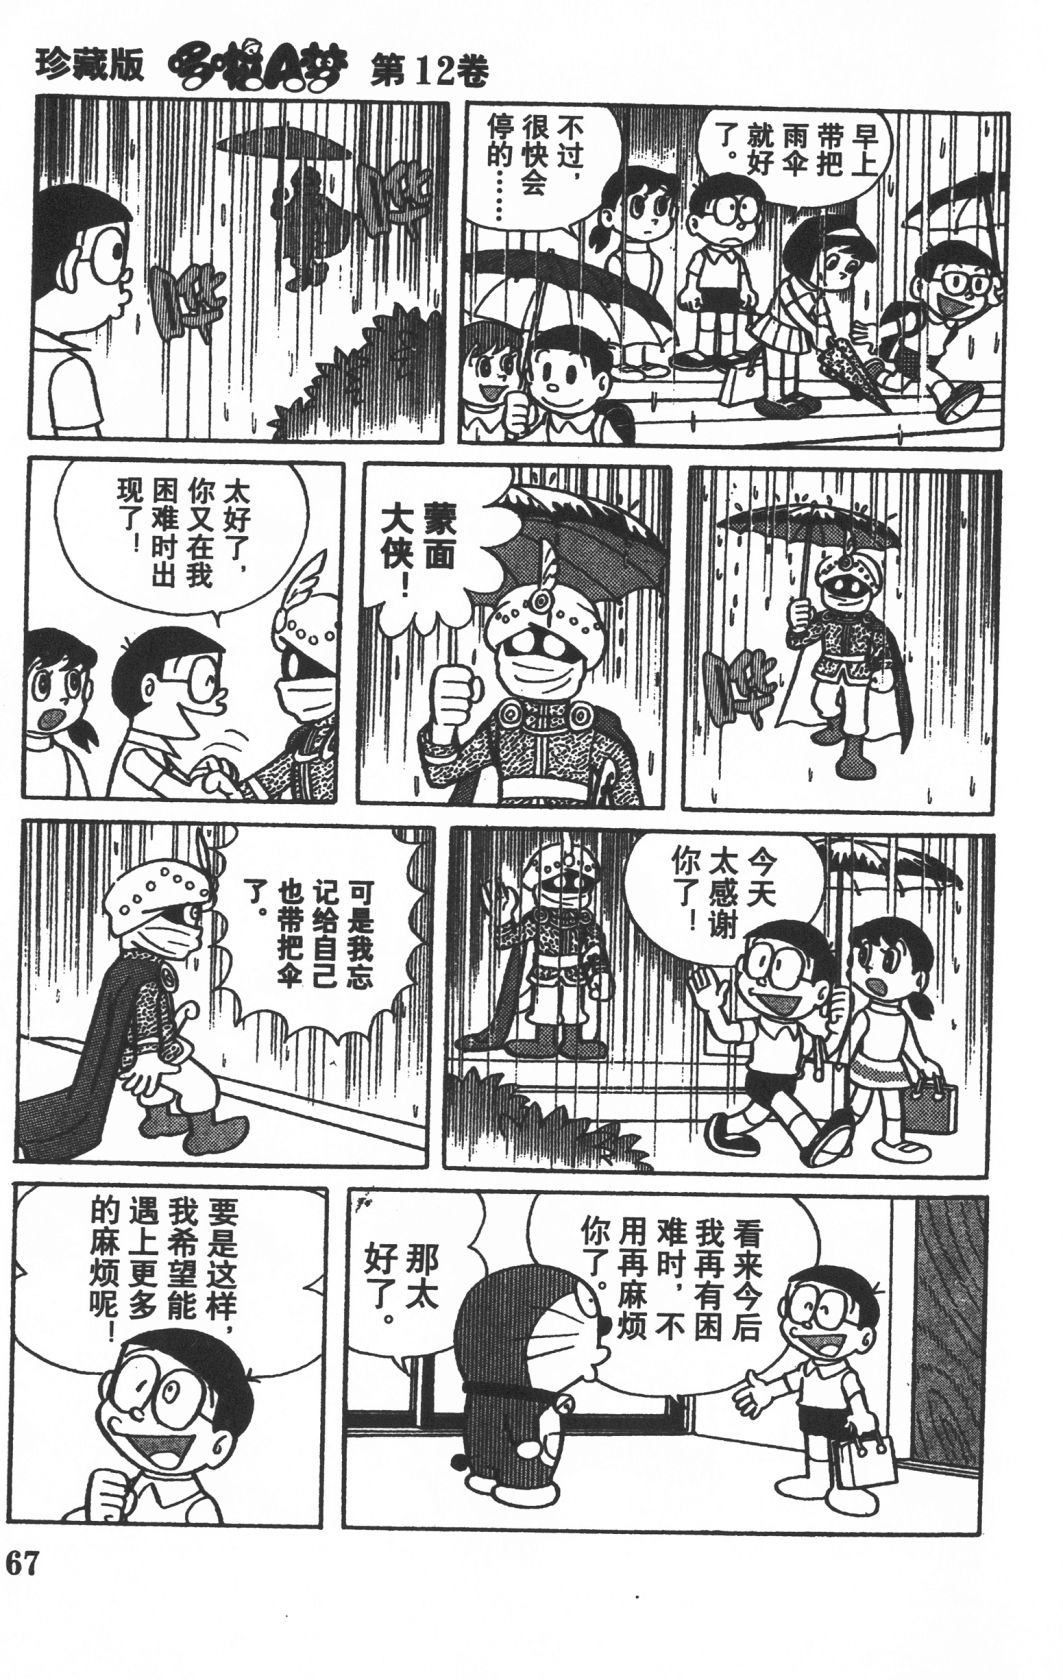 珍藏版 哆啦A梦 第12卷
早上
带把
雨伞
就好
了。
不过，
很快会
停的……
蒙面
大侠！
太好了，
你又在我
困难时出
现了！
今天
太感谢
你了！
可是我忘
记给自己
也带把伞
了。
看来今后
我再有困
难时，不
用再麻烦
你了。
那太
好了。
要是这样，
我希望能
遇上更多
的麻烦呢！
67